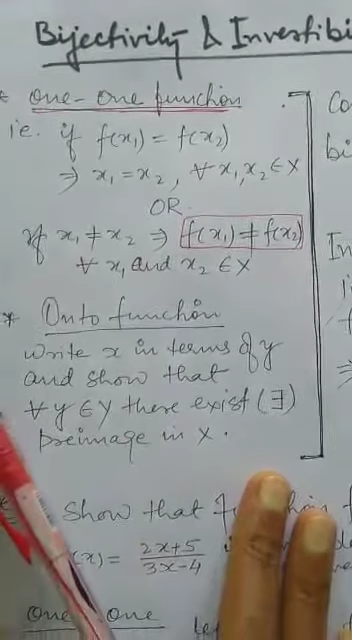 Bijectivity & Investibi
* one-one function
ie. if f(x₁) = f(x₂)
⇒ x₁ = x₂, ∀ x₁, x₂ ∈ X
OR
if x₁ ≠ x₂ ⇒ f(x₁) ≠ f(x₂)
∀ x₁ and x₂ ∈ X
* Onto function
write x in terms of y
and show that
∀ y ∈ Y there exist (∃)
preimage in X.
Co
bi
In
Show that
(x) = 2x+5 / 3x-4
One-One